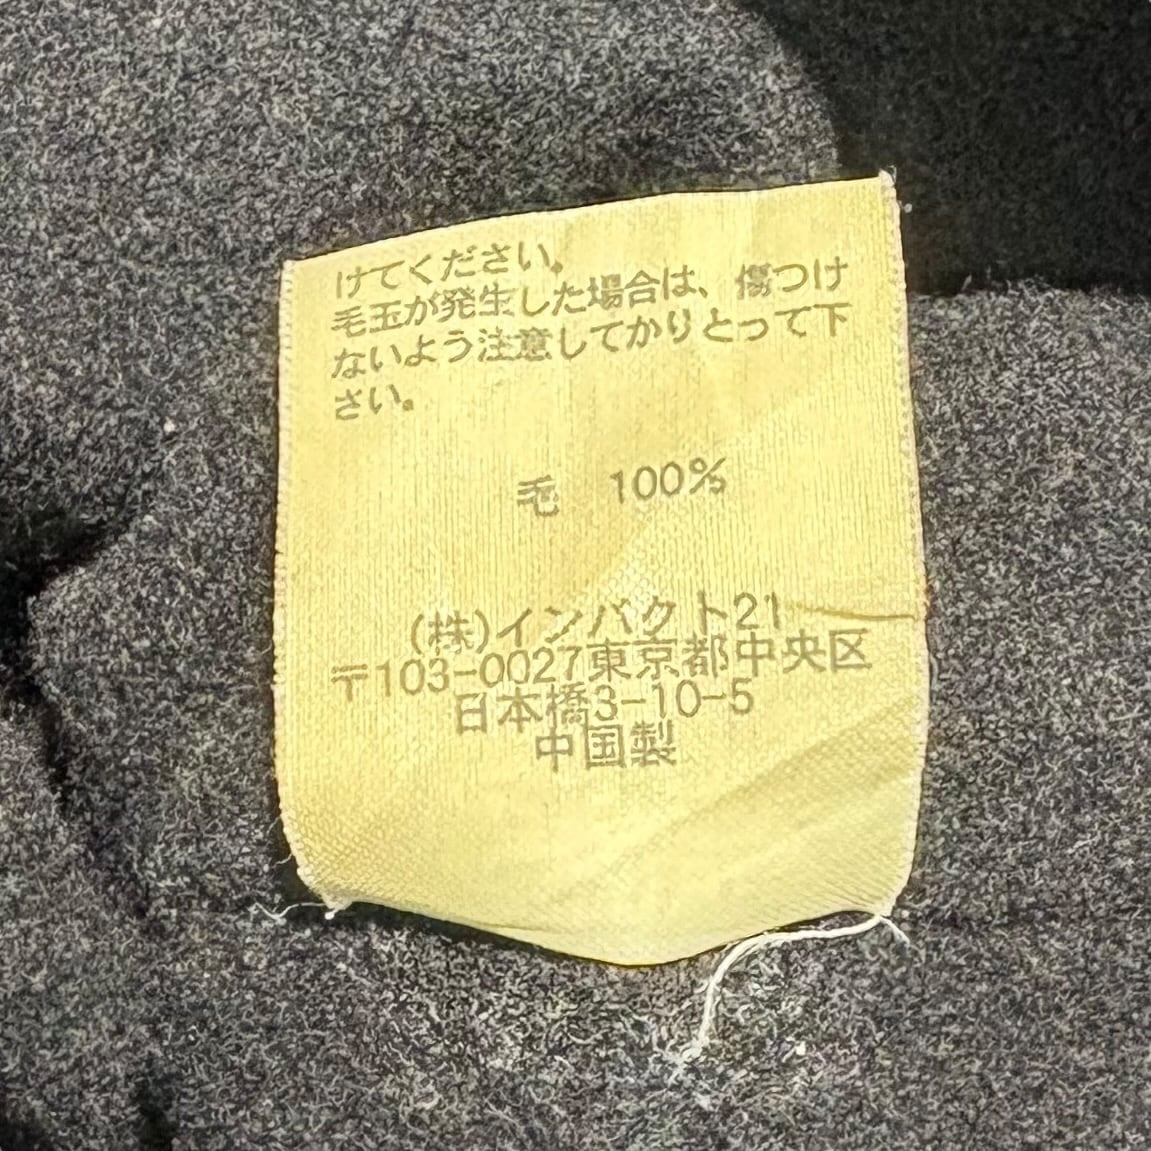 けてください。
毛玉が発生した場合は、傷つけ
ないよう注意してかりとって下
さい。
毛 100%
(株)インパクト21
〒103-0027東京都中央区
日本橋3-10-5
中国製